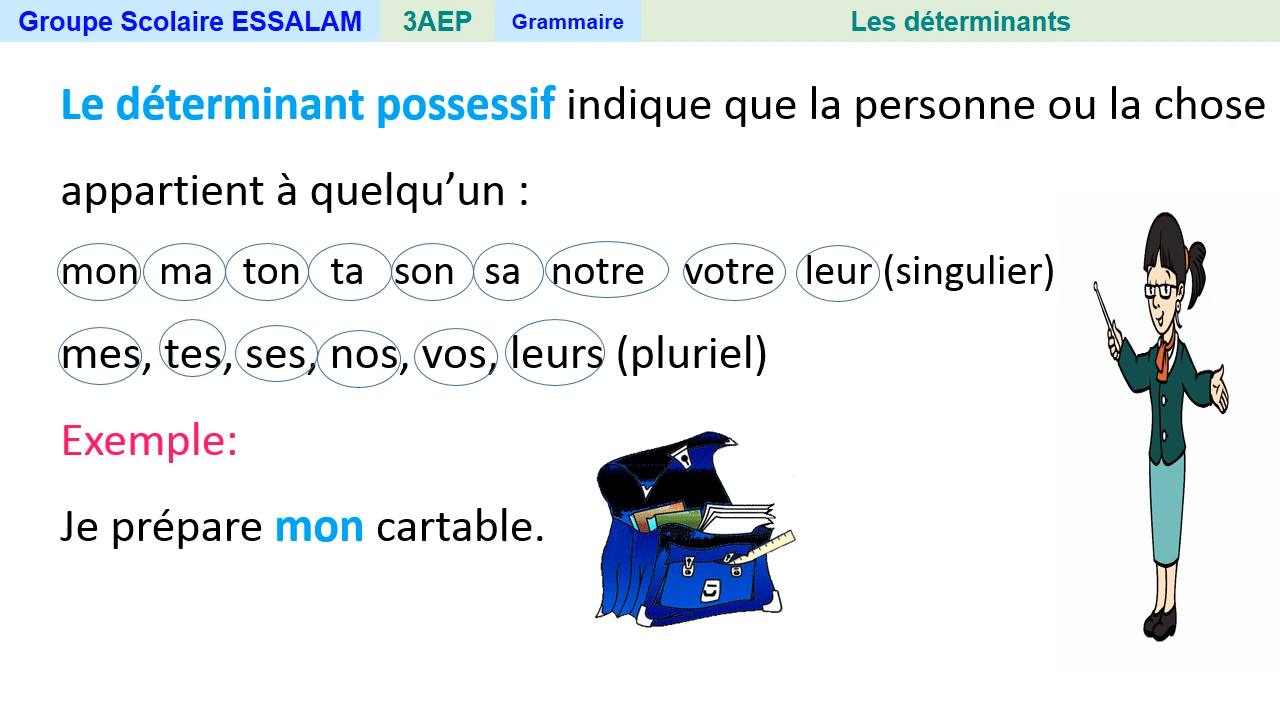 Groupe Scolaire ESSALAM 3AEP Grammaire Les déterminants
Le déterminant possessif indique que la personne ou la chose
appartient à quelqu’un :
mon ma ton ta son sa notre votre leur (singulier)
mes, tes, ses, nos, vos, leurs (pluriel)
Exemple:
Je prépare mon cartable.